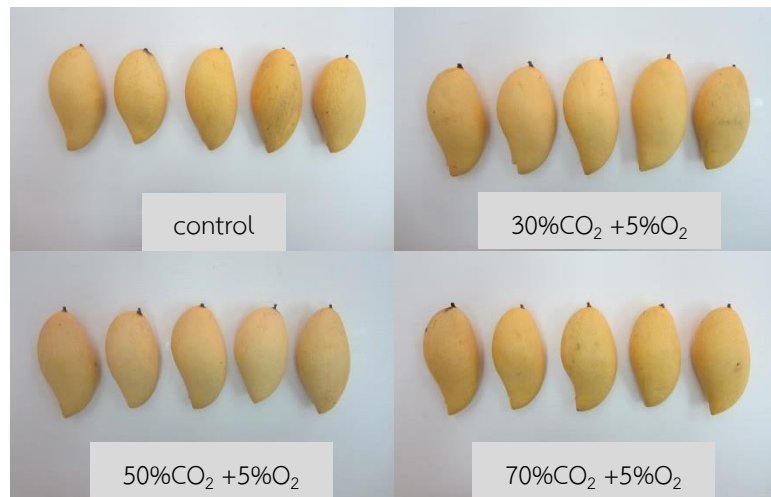 control
30%CO₂ +5%O₂
50%CO₂ +5%O₂
70%CO₂ +5%O₂